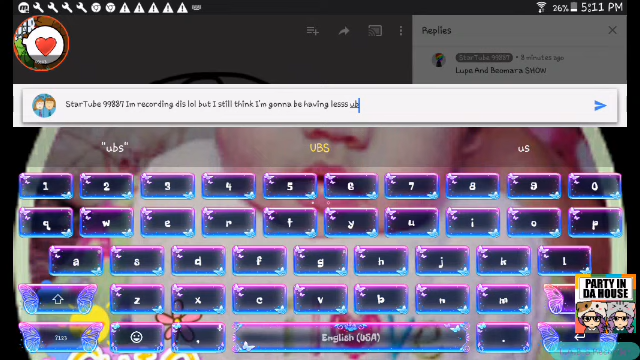 26% 5:11 PM
Replies
StarTube 99887 • 8 minutes ago
Lupe And Beomara SHOW
StarTube 99887 Im recording dis lol but I still think I'm gonna be having lesss ub
"ubs" UBS us
1 2 3 4 5 6 7 8 9 0
q w e r t y u i o p
a s d f g h j k l
z x c v b n m
PARTY IN
DA HOUSE
?123 , English (USA) .